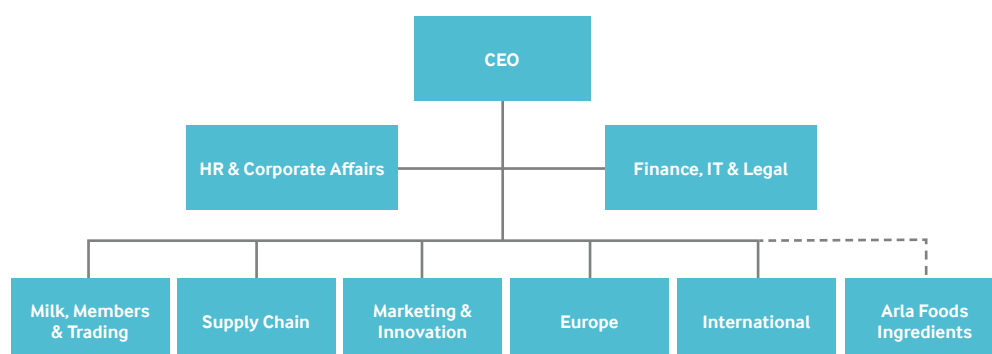 CEO
HR & Corporate Affairs
Finance, IT & Legal
Milk, Members
& Trading
Supply Chain
Marketing &
Innovation
Europe
International
Arla Foods
Ingredients